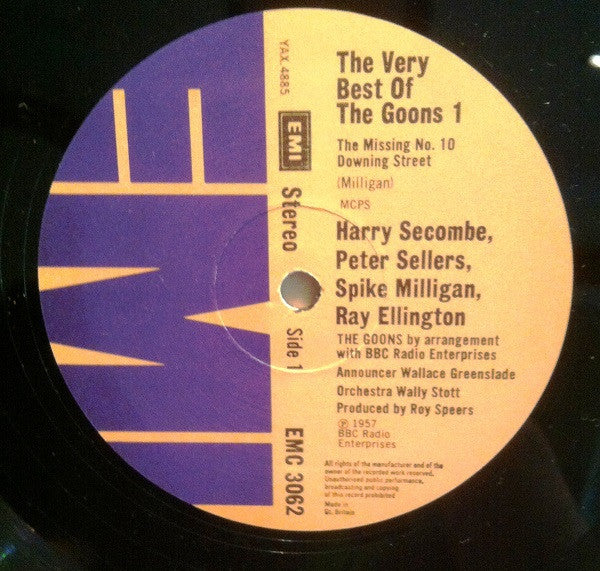 The Very
Best Of
The Goons 1
The Missing No. 10
Downing Street
(Milligan)
MCPS
Harry Secombe,
Peter Sellers,
Spike Milligan,
Ray Ellington
THE GOONS by arrangement
with BBC Radio Enterprises
Announcer Wallace Greenslade
Orchestra Wally Stott
Produced by Roy Speers
℗ 1957
BBC Radio
Enterprises
All rights of the manufacturer and of the
owner of the recorded work reserved.
Unauthorised public performance,
broadcasting and copying
of this record prohibited
Made in
Gt. Britain
YAX 4885
EMI
Stereo
Side 1
EMC 3062
EMI